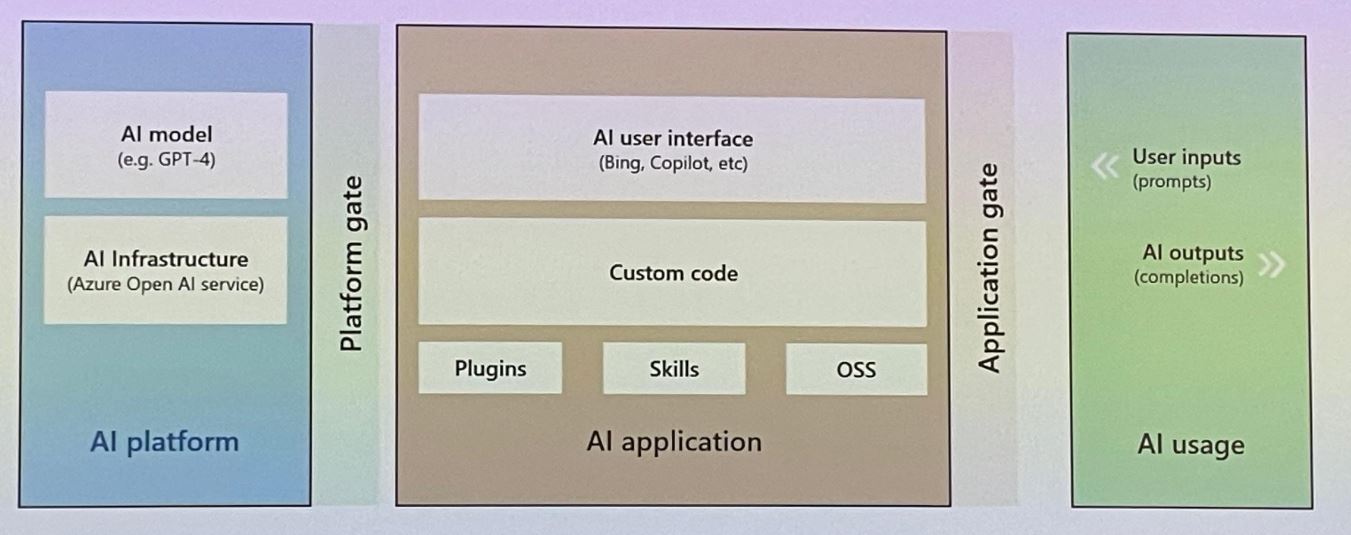 AI model
(e.g. GPT-4)
AI Infrastructure
(Azure Open AI service)
AI platform
Platform gate
AI user interface
(Bing, Copilot, etc)
Custom code
Plugins
Skills
OSS
AI application
Application gate
User inputs
(prompts)
AI outputs
(completions)
AI usage